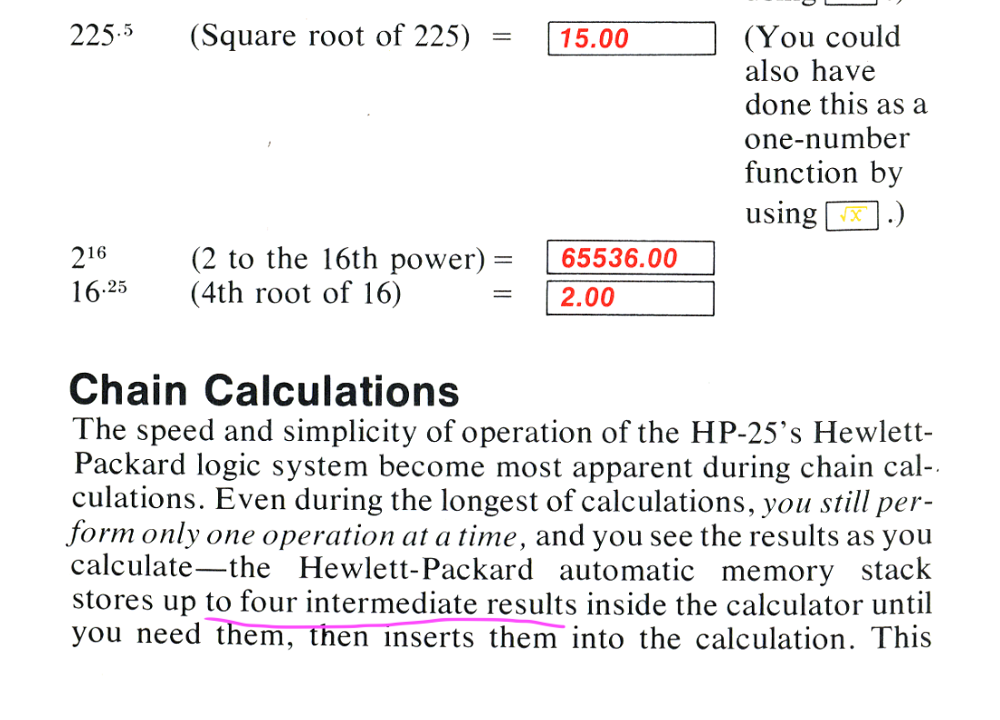 225·5 (Square root of 225) = 15.00 (You could
also have
done this as a
one-number
function by
using √x .)
2¹⁶ (2 to the 16th power) = 65536.00
16·²⁵ (4th root of 16) = 2.00
Chain Calculations
The speed and simplicity of operation of the HP-25's Hewlett-
Packard logic system become most apparent during chain cal-
culations. Even during the longest of calculations, you still per-
form only one operation at a time, and you see the results as you
calculate—the Hewlett-Packard automatic memory stack
stores up to four intermediate results inside the calculator until
you need them, then inserts them into the calculation. This